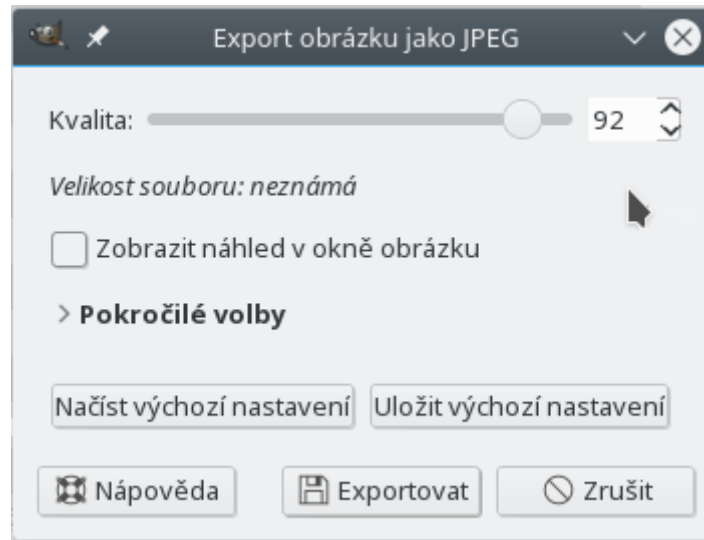 Export obrázku jako JPEG
Kvalita: 92
Velikost souboru: neznámá
Zobrazit náhled v okně obrázku
Pokročilé volby
Načíst výchozí nastavení Uložit výchozí nastavení
Nápověda Exportovat Zrušit